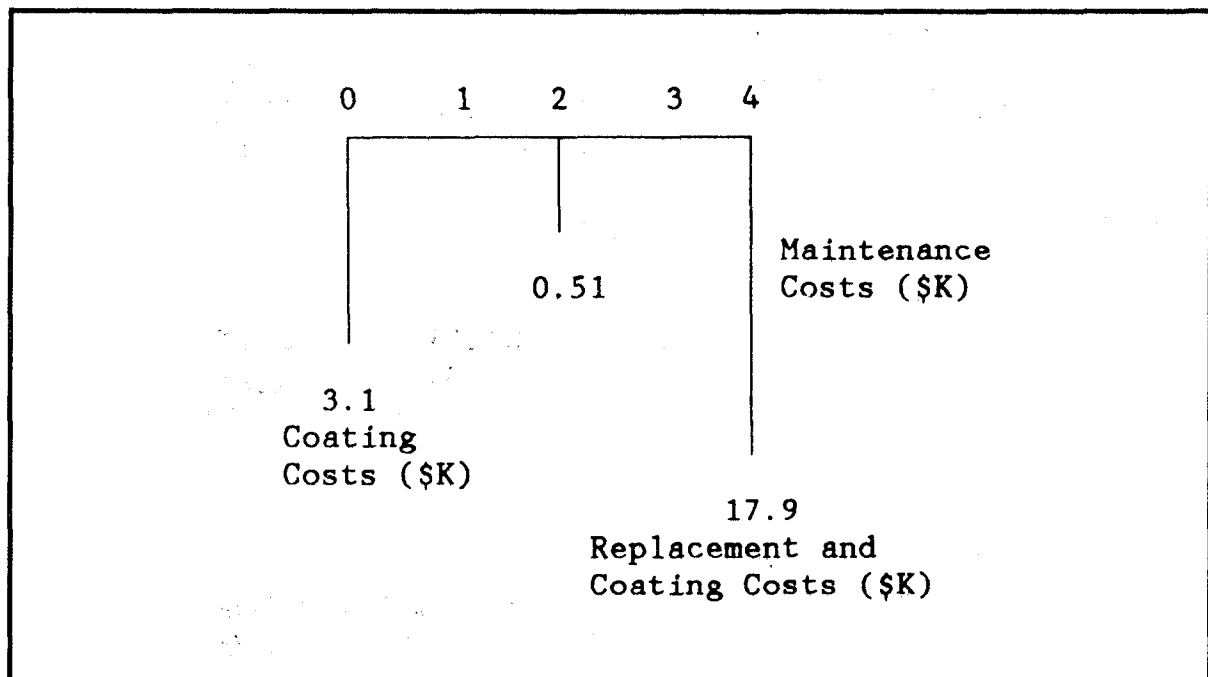 0 1 2 3 4
Maintenance
Costs ($K)
0.51
3.1
Coating
Costs ($K)
17.9
Replacement and
Coating Costs ($K)